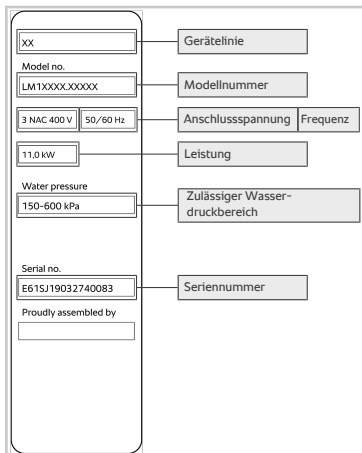 XX
Gerätelinie
Model no.
LM1XXXX.XXXXX
Modellnummer
3 NAC 400 V
50/60 Hz
Anschlussspannung
Frequenz
11,0 kW
Leistung
Water pressure
150-600 kPa
Zulässiger Wasser-
druckbereich
Serial no.
E61SJ19032740083
Seriennummer
Proudly assembled by